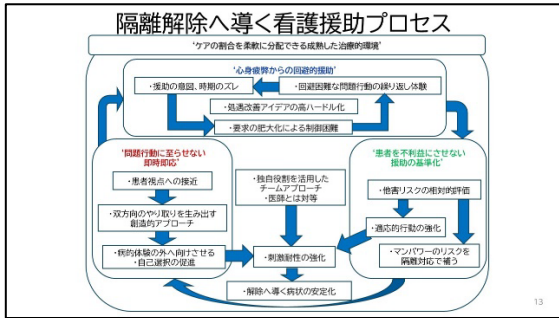 隔離解除へ導く看護援助プロセス
‘ケアの割合を柔軟に分配できる成熟した治療的環境’
‘心身疲弊からの回避的援助’
・援助の意図、時期のズレ
・回避困難な問題行動の繰り返し体験
・処遇改善アイデアの高ハードル化
・要求の肥大化による制御困難
‘問題行動に至らせない
即時即応’
・患者視点への接近
・双方向のやり取りを生み出す
創造的アプローチ
・病的体験の外へ向けさせる
・自己選択の促進
・独自役割を活用した
チームアプローチ
・医師とは対等
・刺激耐性の強化
・解除へ導く病状の安定化
‘患者を不利益にさせない
援助の基準化’
・他害リスクの相対的評価
・適応的行動の強化
・マンパワーのリスクを
隔離対応で補う
13